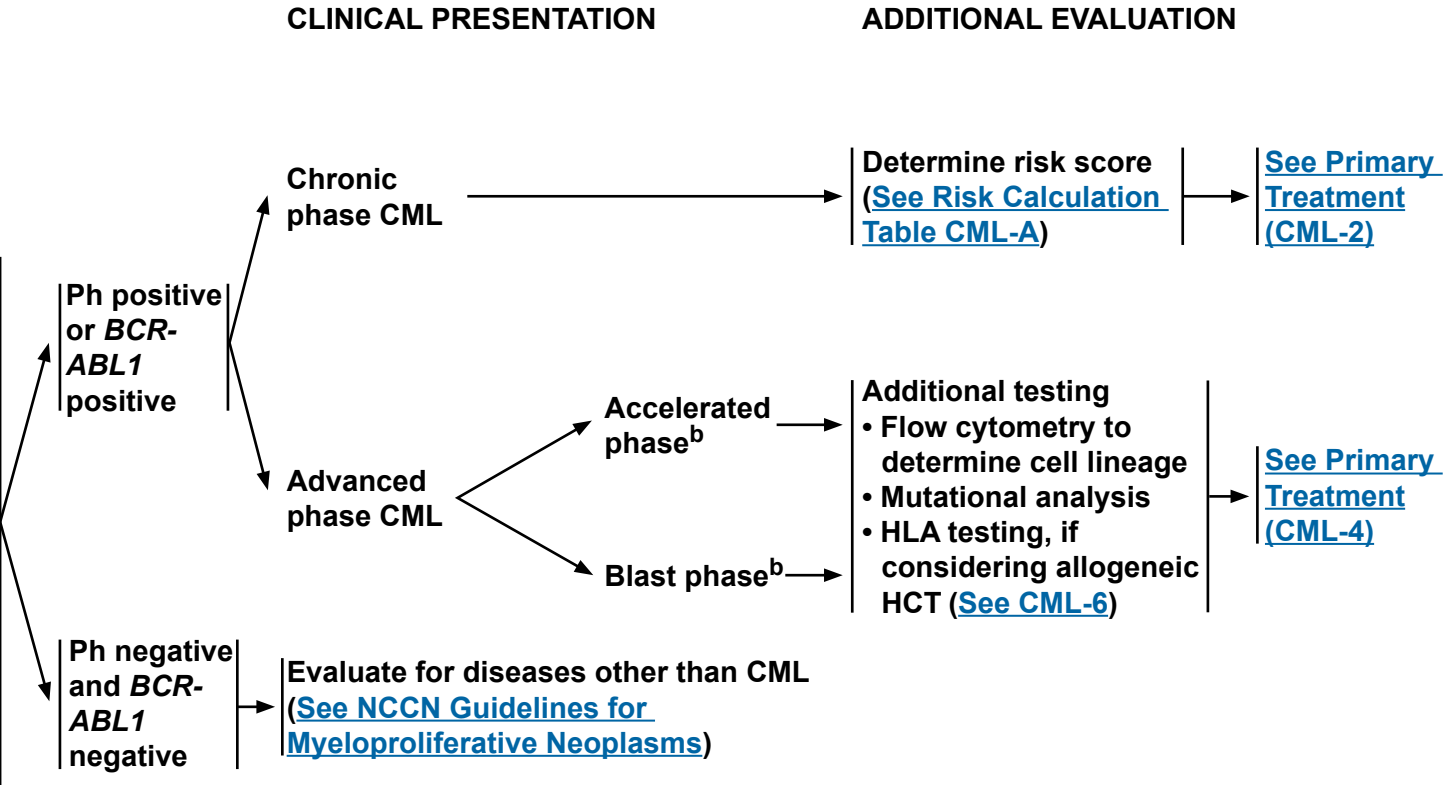 CLINICAL PRESENTATION
ADDITIONAL EVALUATION
Ph positive
or BCR-
ABL1
positive
Chronic
phase CML
Determine risk score
(See Risk Calculation
Table CML-A)
See Primary
Treatment
(CML-2)
Advanced
phase CML
Accelerated
phaseb
Blast phaseb
Additional testing
• Flow cytometry to
determine cell lineage
• Mutational analysis
• HLA testing, if
considering allogeneic
HCT (See CML-6)
See Primary
Treatment
(CML-4)
Ph negative
and BCR-
ABL1
negative
Evaluate for diseases other than CML
(See NCCN Guidelines for
Myeloproliferative Neoplasms)